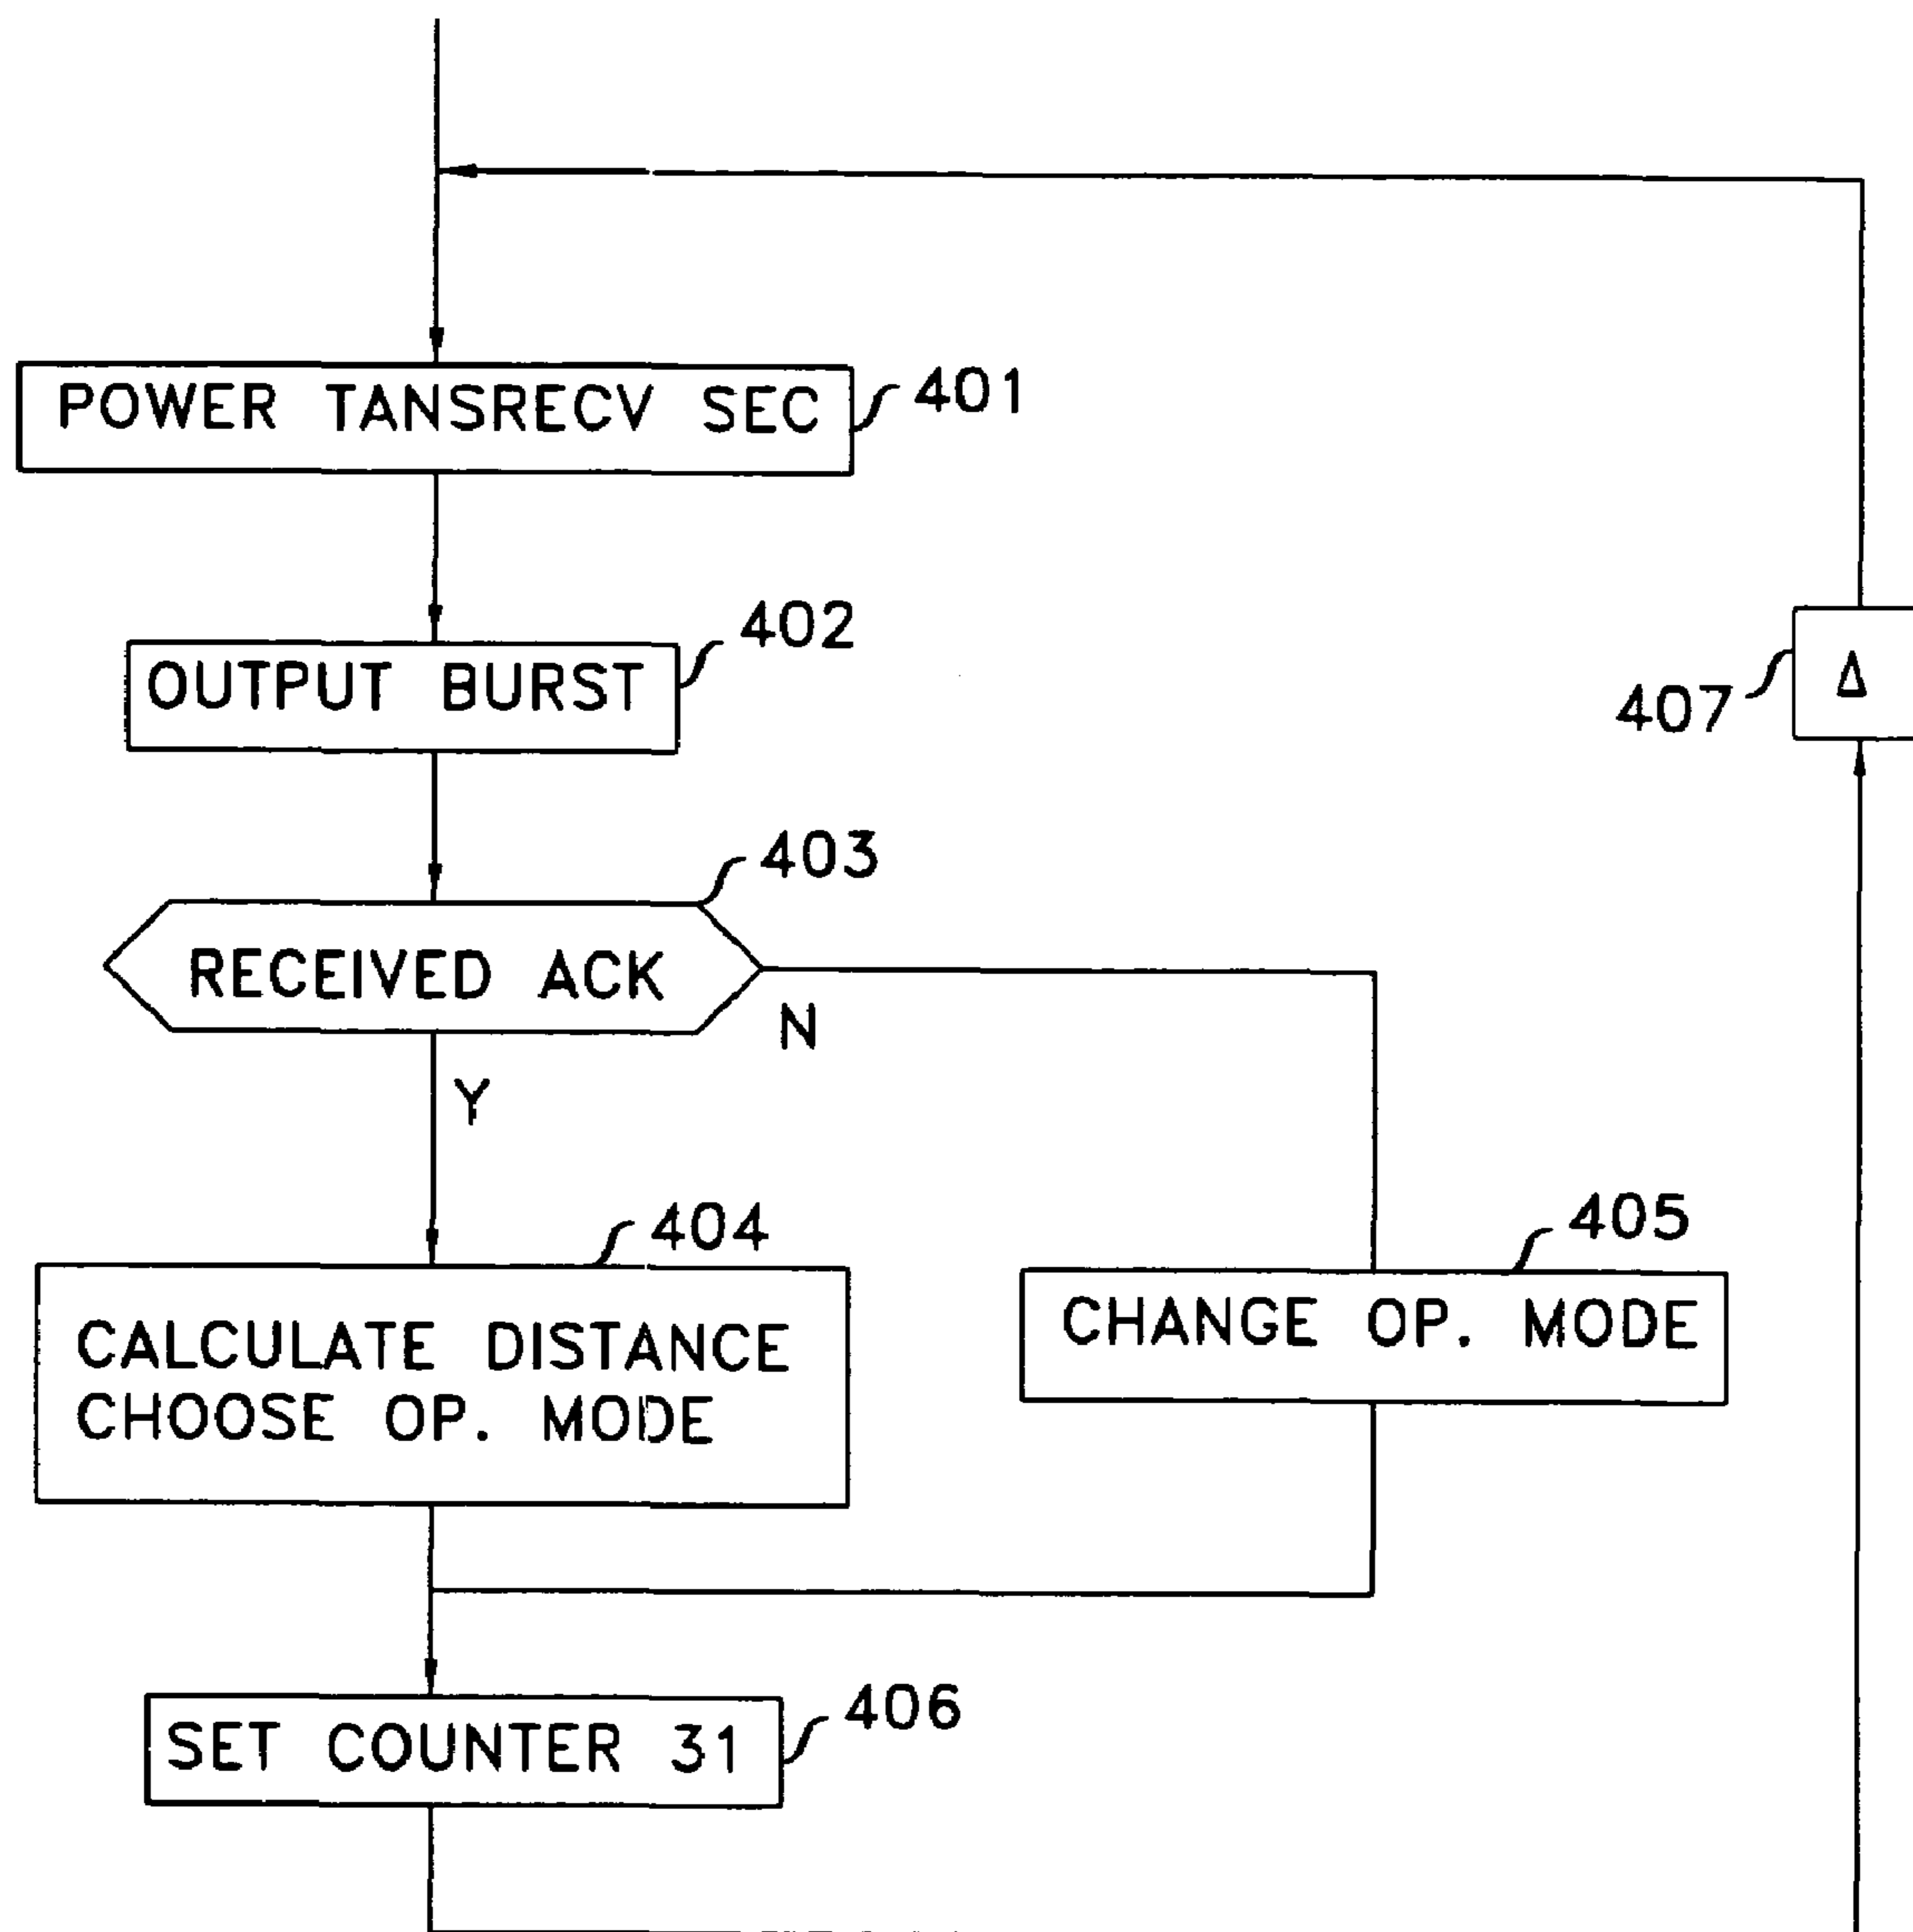 POWER TANSRECV SEC
401
OUTPUT BURST
402
407
Δ
403
RECEIVED ACK
N
Y
404
405
CALCULATE DISTANCE
CHOOSE OP. MODE
CHANGE OP. MODE
406
SET COUNTER 31